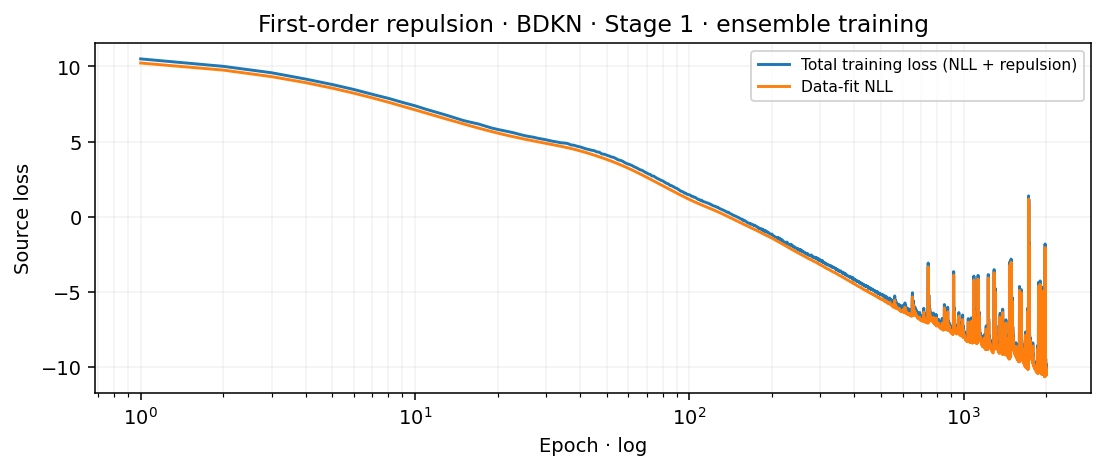 First-order repulsion · BDKN · Stage 1 · ensemble training
Total training loss (NLL + repulsion)
Data-fit NLL
Source loss
10
5
0
−5
−10
10⁰
10¹
10²
10³
Epoch · log